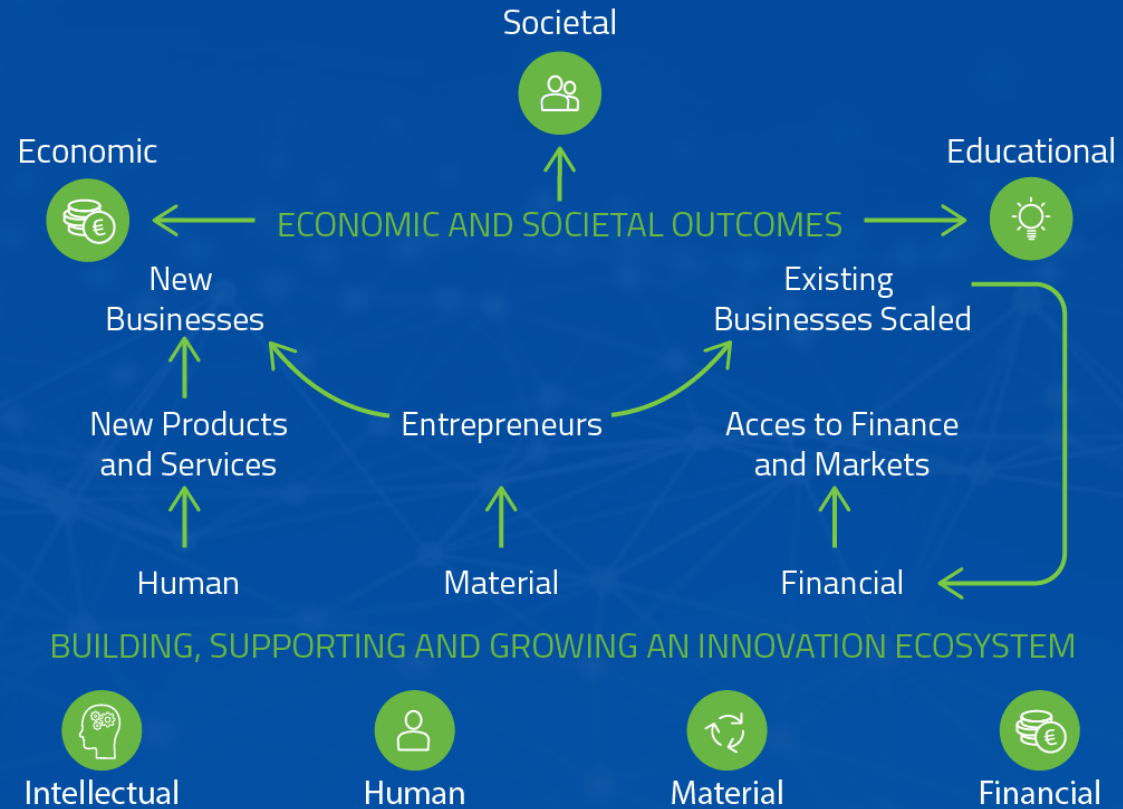 Societal
Economic
Educational
ECONOMIC AND SOCIETAL OUTCOMES
New
Businesses
Existing
Businesses Scaled
New Products
and Services
Entrepreneurs
Acces to Finance
and Markets
Human
Material
Financial
BUILDING, SUPPORTING AND GROWING AN INNOVATION ECOSYSTEM
Intellectual
Human
Material
Financial